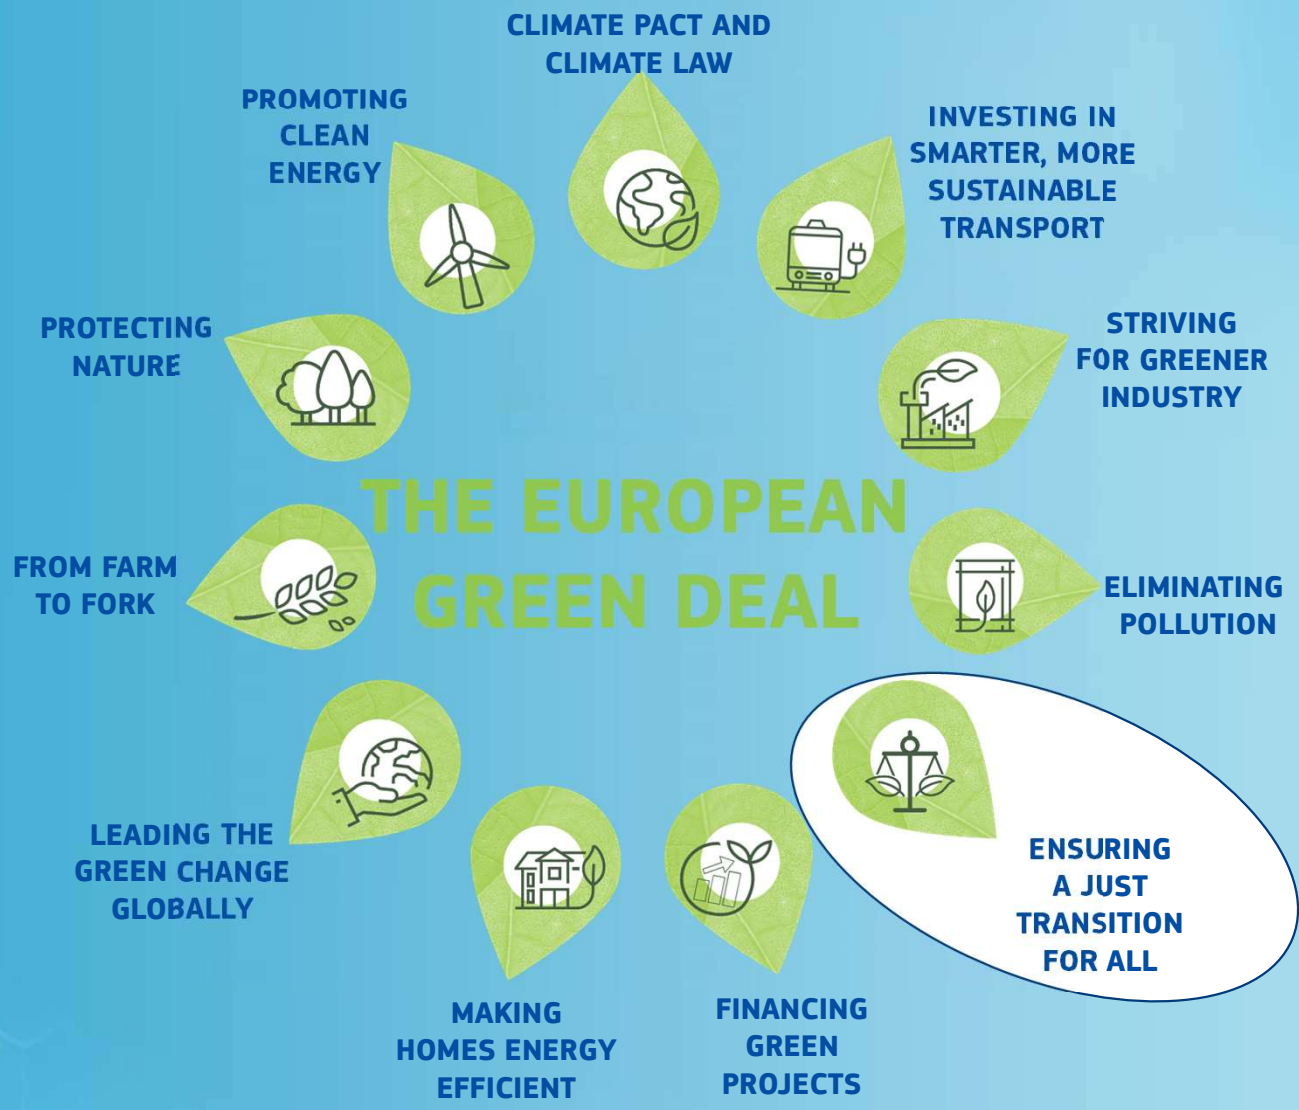 CLIMATE PACT AND
CLIMATE LAW
PROMOTING
CLEAN
ENERGY
INVESTING IN
SMARTER, MORE
SUSTAINABLE
TRANSPORT
PROTECTING
NATURE
STRIVING
FOR GREENER
INDUSTRY
THE EUROPEAN
GREEN DEAL
FROM FARM
TO FORK
ELIMINATING
POLLUTION
LEADING THE
GREEN CHANGE
GLOBALLY
ENSURING
A JUST
TRANSITION
FOR ALL
MAKING
HOMES ENERGY
EFFICIENT
FINANCING
GREEN
PROJECTS